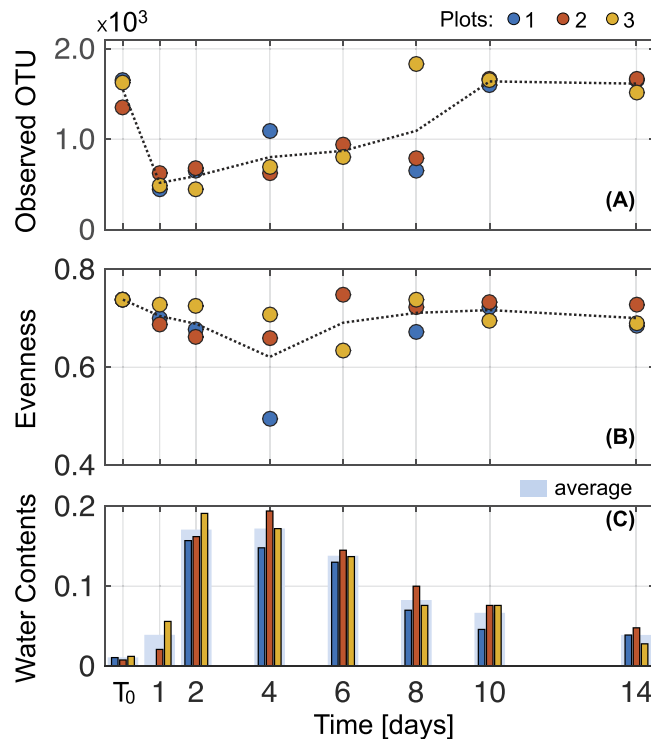 ×10³ Plots: 1 2 3
2.0
1.0
0
Observed OTU
(A)
0.8
0.6
0.4
Evenness
(B)
average
0.2
0.1
0
Water Contents
(C)
T₀ 1 2 4 6 8 10 14
Time [days]